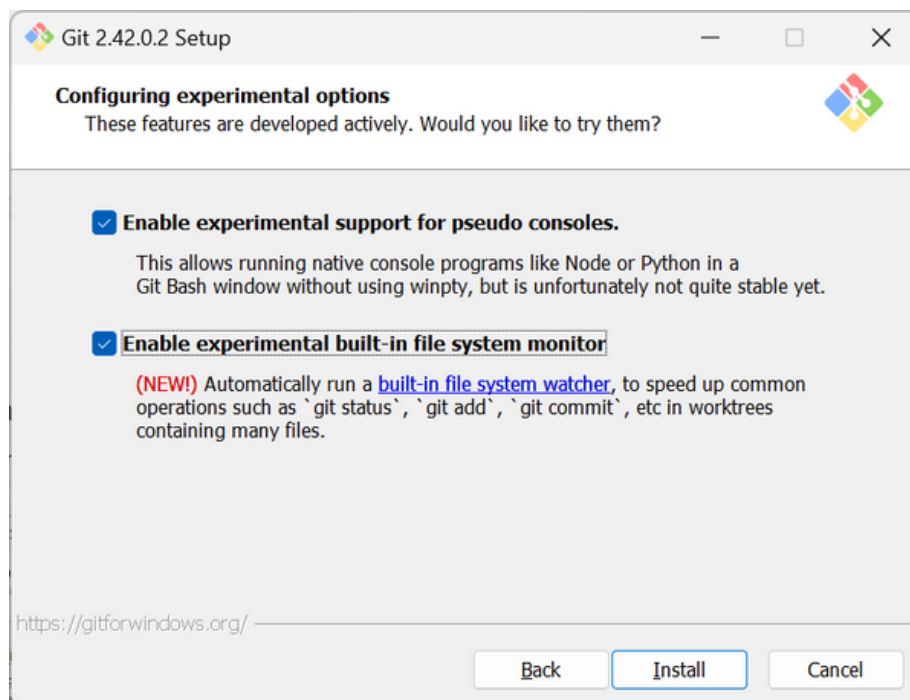 Git 2.42.0.2 Setup
Configuring experimental options
These features are developed actively. Would you like to try them?
Enable experimental support for pseudo consoles.
This allows running native console programs like Node or Python in a
Git Bash window without using winpty, but is unfortunately not quite stable yet.
Enable experimental built-in file system monitor
(NEW!) Automatically run a built-in file system watcher, to speed up common
operations such as `git status`, `git add`, `git commit`, etc in worktrees
containing many files.
https://gitforwindows.org/
Back Install Cancel